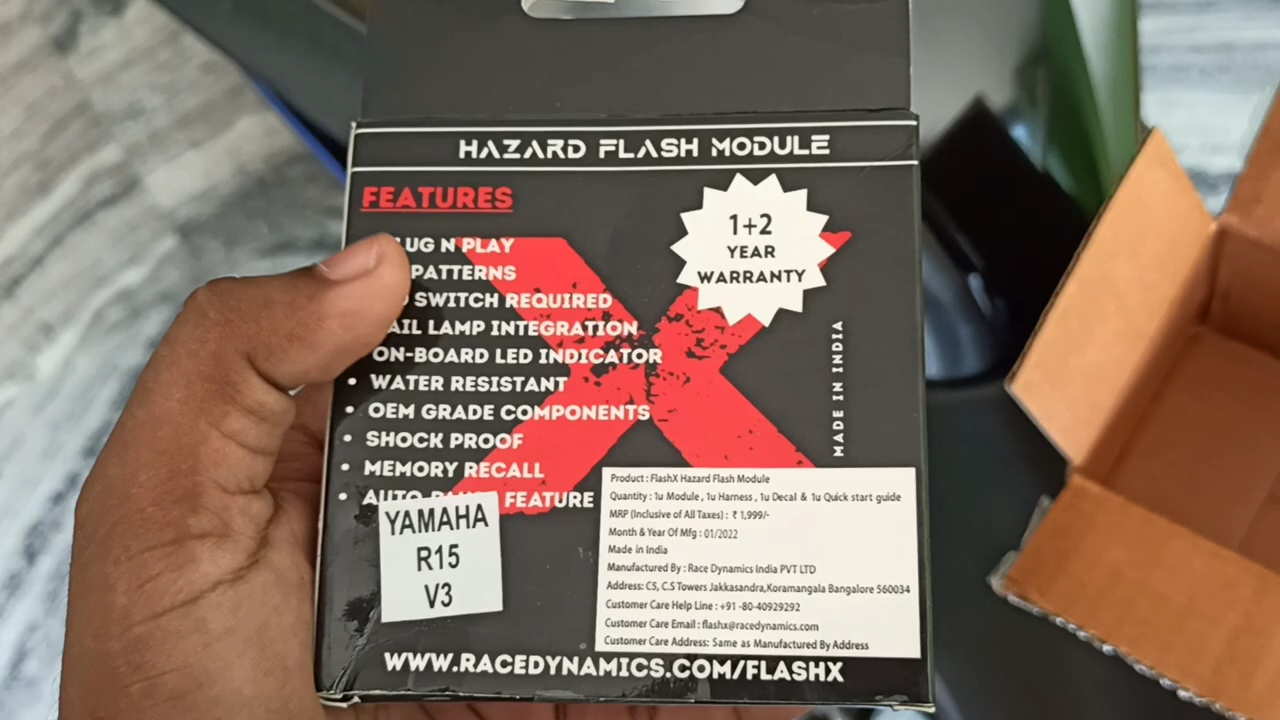 HAZARD FLASH MODULE
FEATURES
1+2
YEAR
WARRANTY
LUG N PLAY
PATTERNS
SWITCH REQUIRED
AIL LAMP INTEGRATION
ON-BOARD LED INDICATOR
• WATER RESISTANT
• OEM GRADE COMPONENTS
• SHOCK PROOF
• MEMORY RECALL
• AUTO FEATURE
MADE IN INDIA
YAMAHA
R15
V3
Product : FlashX Hazard Flash Module
Quantity : 1u Module , 1u Harness , 1u Decal & 1u Quick start guide
MRP (Inclusive of All Taxes) : ₹ 1,999/-
Month & Year Of Mfg : 01/2022
Made in India
Manufactured By : Race Dynamics India PVT LTD
Address: C5, C.S Towers Jakkasandra,Koramangala Bangalore 560034
Customer Care Help Line : +91 -80-40929292
Customer Care Email : flashx@racedynamics.com
Customer Care Address: Same as Manufactured By Address
WWW.RACEDYNAMICS.COM/FLASHX